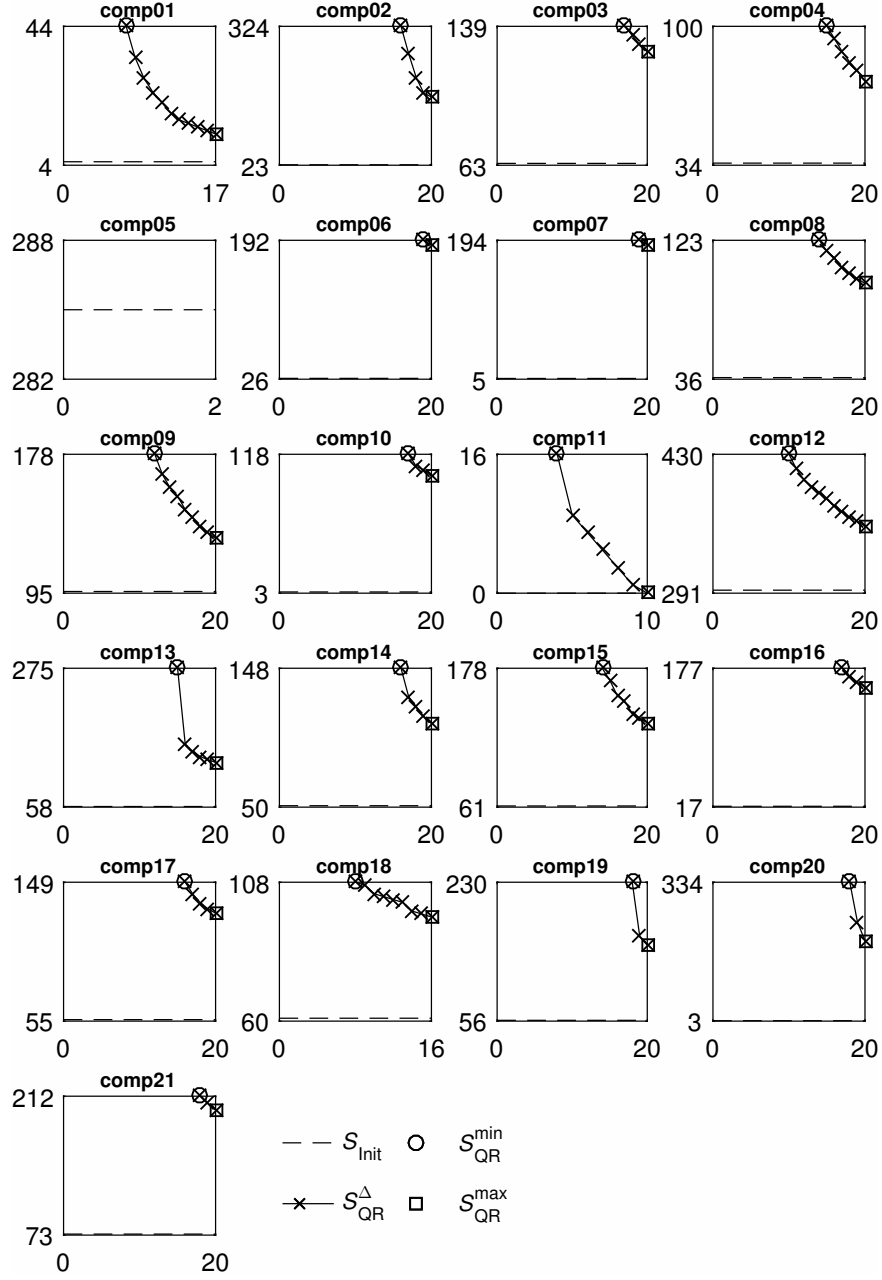 comp01 comp02 comp03 comp04
44 324 139 100
4 23 63 34
0 17 0 20 0 20 0 20
comp05 comp06 comp07 comp08
288 192 194 123
282 26 5 36
0 2 0 20 0 20 0 20
comp09 comp10 comp11 comp12
178 118 16 430
95 3 0 291
0 20 0 20 0 10 0 20
comp13 comp14 comp15 comp16
275 148 178 177
58 50 61 17
0 20 0 20 0 20 0 20
comp17 comp18 comp19 comp20
149 108 230 334
55 60 56 3
0 20 0 16 0 20 0 20
comp21
212
73
0 20
S_Init S_QR^min
S_QR^Δ S_QR^max